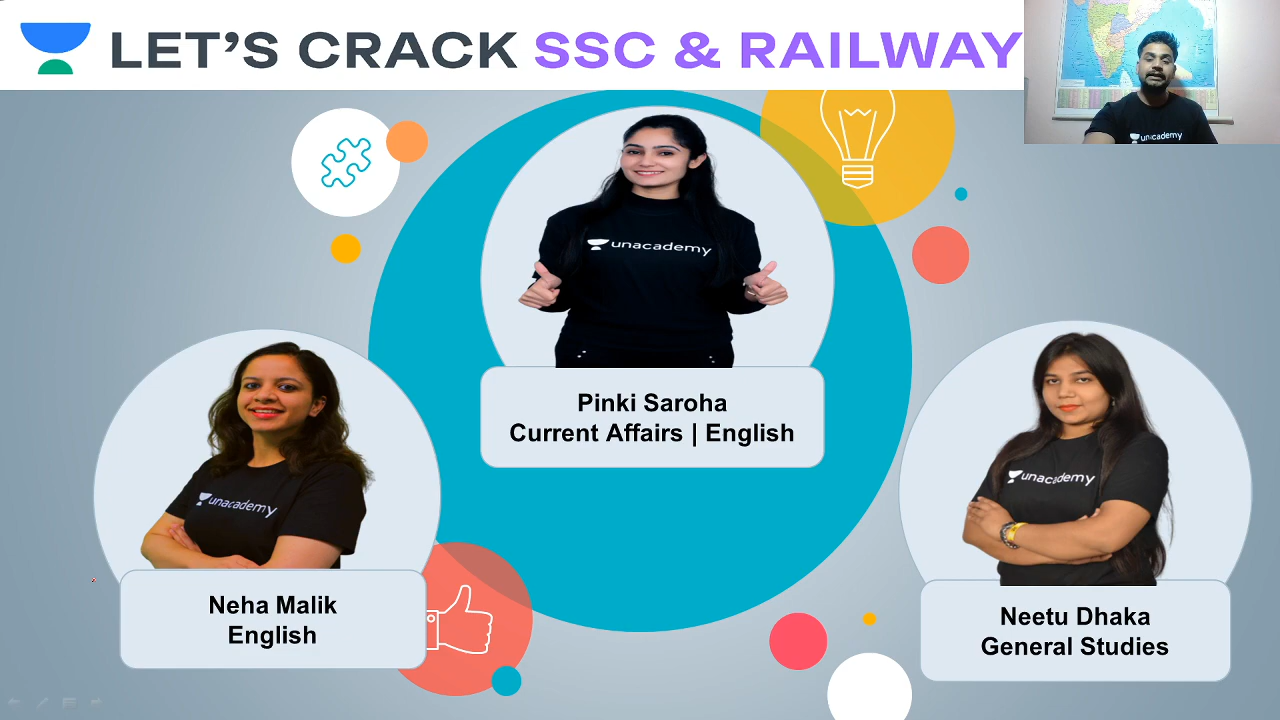 LET'S CRACK SSC & RAILWAY
unacademy
unacademy
Pinki Saroha
Current Affairs | English
unacademy
Neha Malik
English
unacademy
Neetu Dhaka
General Studies